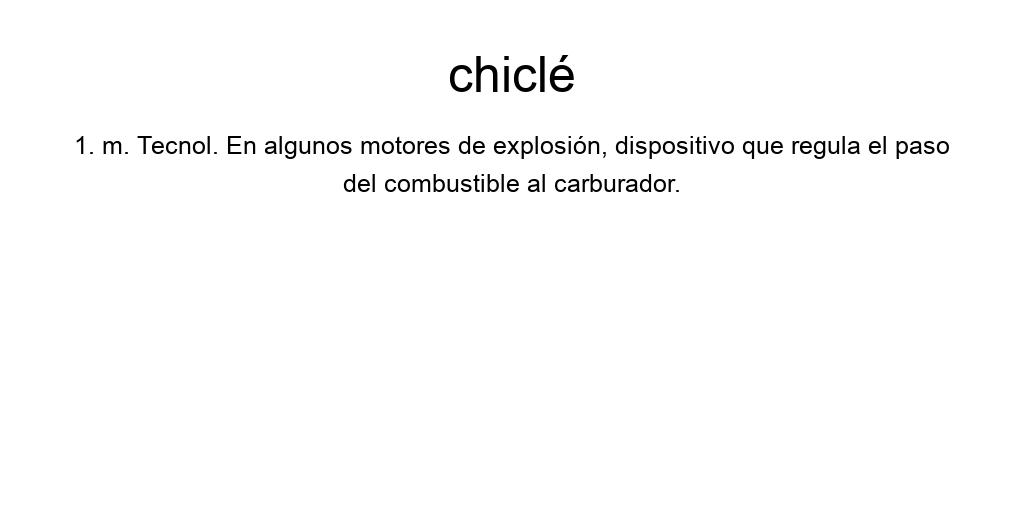 chiclé
1. m. Tecnol. En algunos motores de explosión, dispositivo que regula el paso
del combustible al carburador.